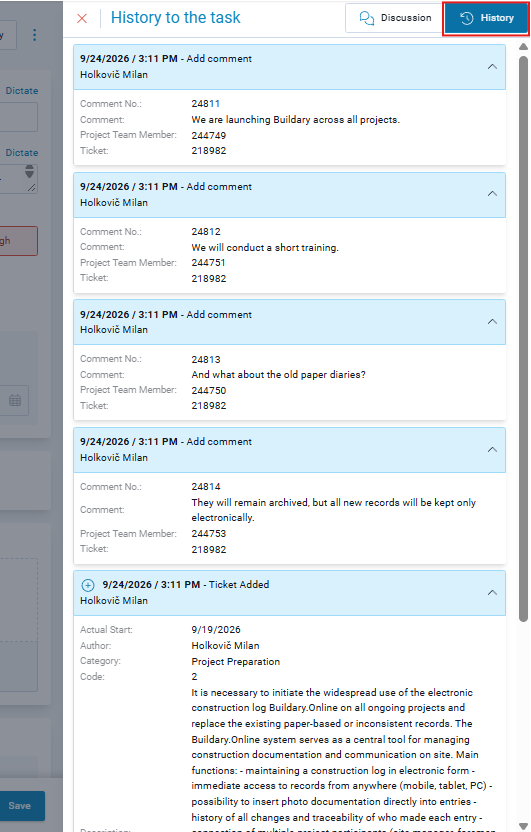 History to the task
Discussion
History
Dictate
Dictate
gh
Save
9/24/2026 / 3:11 PM - Add comment
Holkovič Milan
Comment No.: 24811
Comment: We are launching Buildary across all projects.
Project Team Member: 244749
Ticket: 218982
9/24/2026 / 3:11 PM - Add comment
Holkovič Milan
Comment No.: 24812
Comment: We will conduct a short training.
Project Team Member: 244751
Ticket: 218982
9/24/2026 / 3:11 PM - Add comment
Holkovič Milan
Comment No.: 24813
Comment: And what about the old paper diaries?
Project Team Member: 244750
Ticket: 218982
9/24/2026 / 3:11 PM - Add comment
Holkovič Milan
Comment No.: 24814
Comment: They will remain archived, but all new records will be kept only
electronically.
Project Team Member: 244753
Ticket: 218982
9/24/2026 / 3:11 PM - Ticket Added
Holkovič Milan
Actual Start: 9/19/2026
Author: Holkovič Milan
Category: Project Preparation
Code: 2
It is necessary to initiate the widespread use of the electronic
construction log Buildary.Online on all ongoing projects and
replace the existing paper-based or inconsistent records. The
Buildary.Online system serves as a central tool for managing
construction documentation and communication on site. Main
functions: - maintaining a construction log in electronic form -
immediate access to records from anywhere (mobile, tablet, PC) -
possibility to insert photo documentation directly into entries -
history of all changes and traceability of who made each entry -